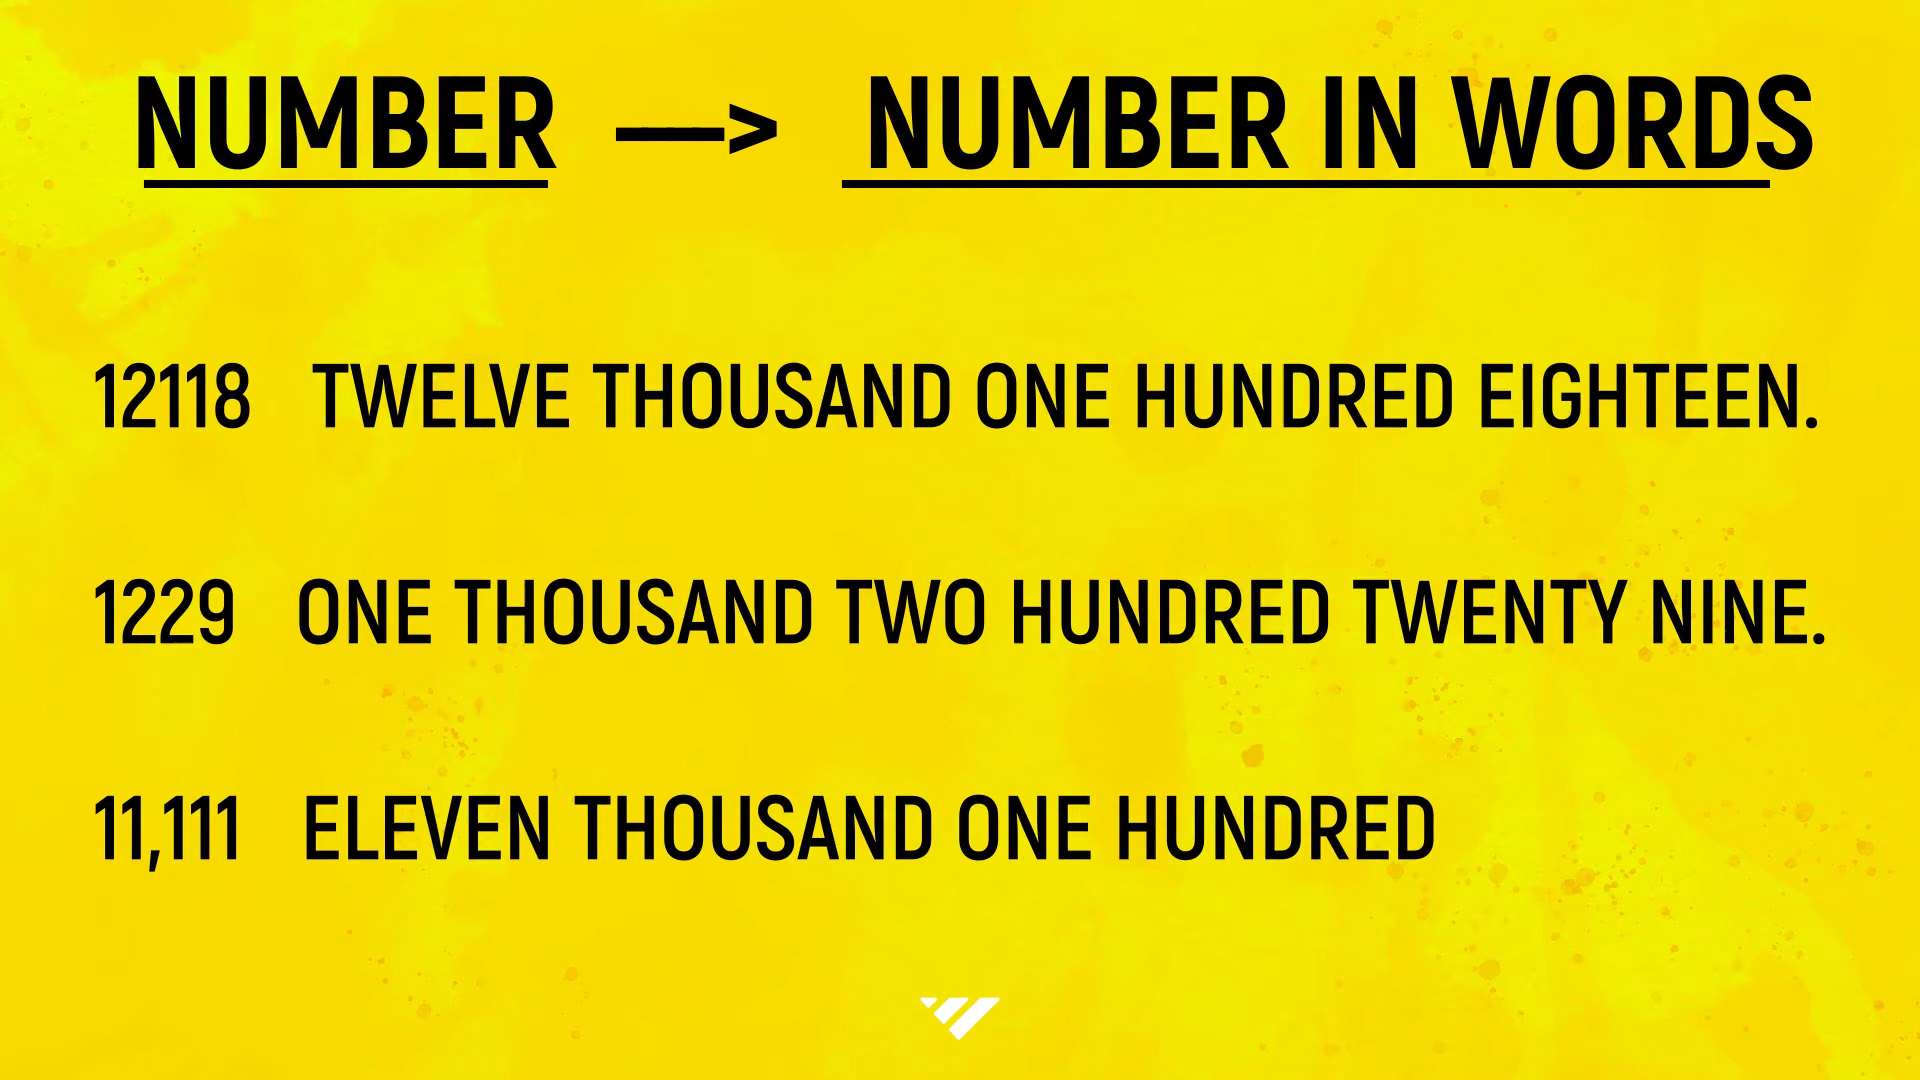 NUMBER —> NUMBER IN WORDS
12118 TWELVE THOUSAND ONE HUNDRED EIGHTEEN.
1229 ONE THOUSAND TWO HUNDRED TWENTY NINE.
11,111 ELEVEN THOUSAND ONE HUNDRED